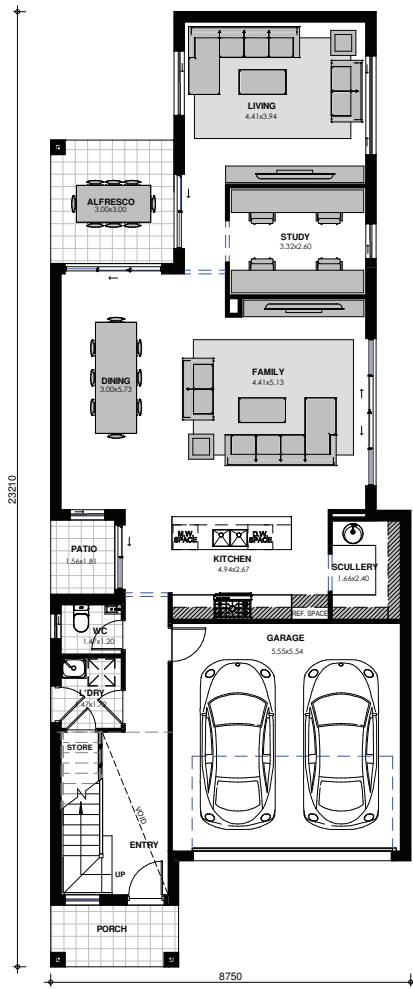 LIVING
4.41x3.94
ALFRESCO
3.00x3.00
STUDY
3.32x2.60
FAMILY
4.41x5.13
DINING
3.00x5.73
23210
M.W.
SPACE
D.W.
SPACE
PATIO
1.56x1.81
KITCHEN
4.94x2.67
SCULLERY
1.66x2.40
REF. SPACE
WC
1.47x1.20
GARAGE
5.55x5.54
L'DRY
STORE
VOID
ENTRY
UP
PORCH
8750